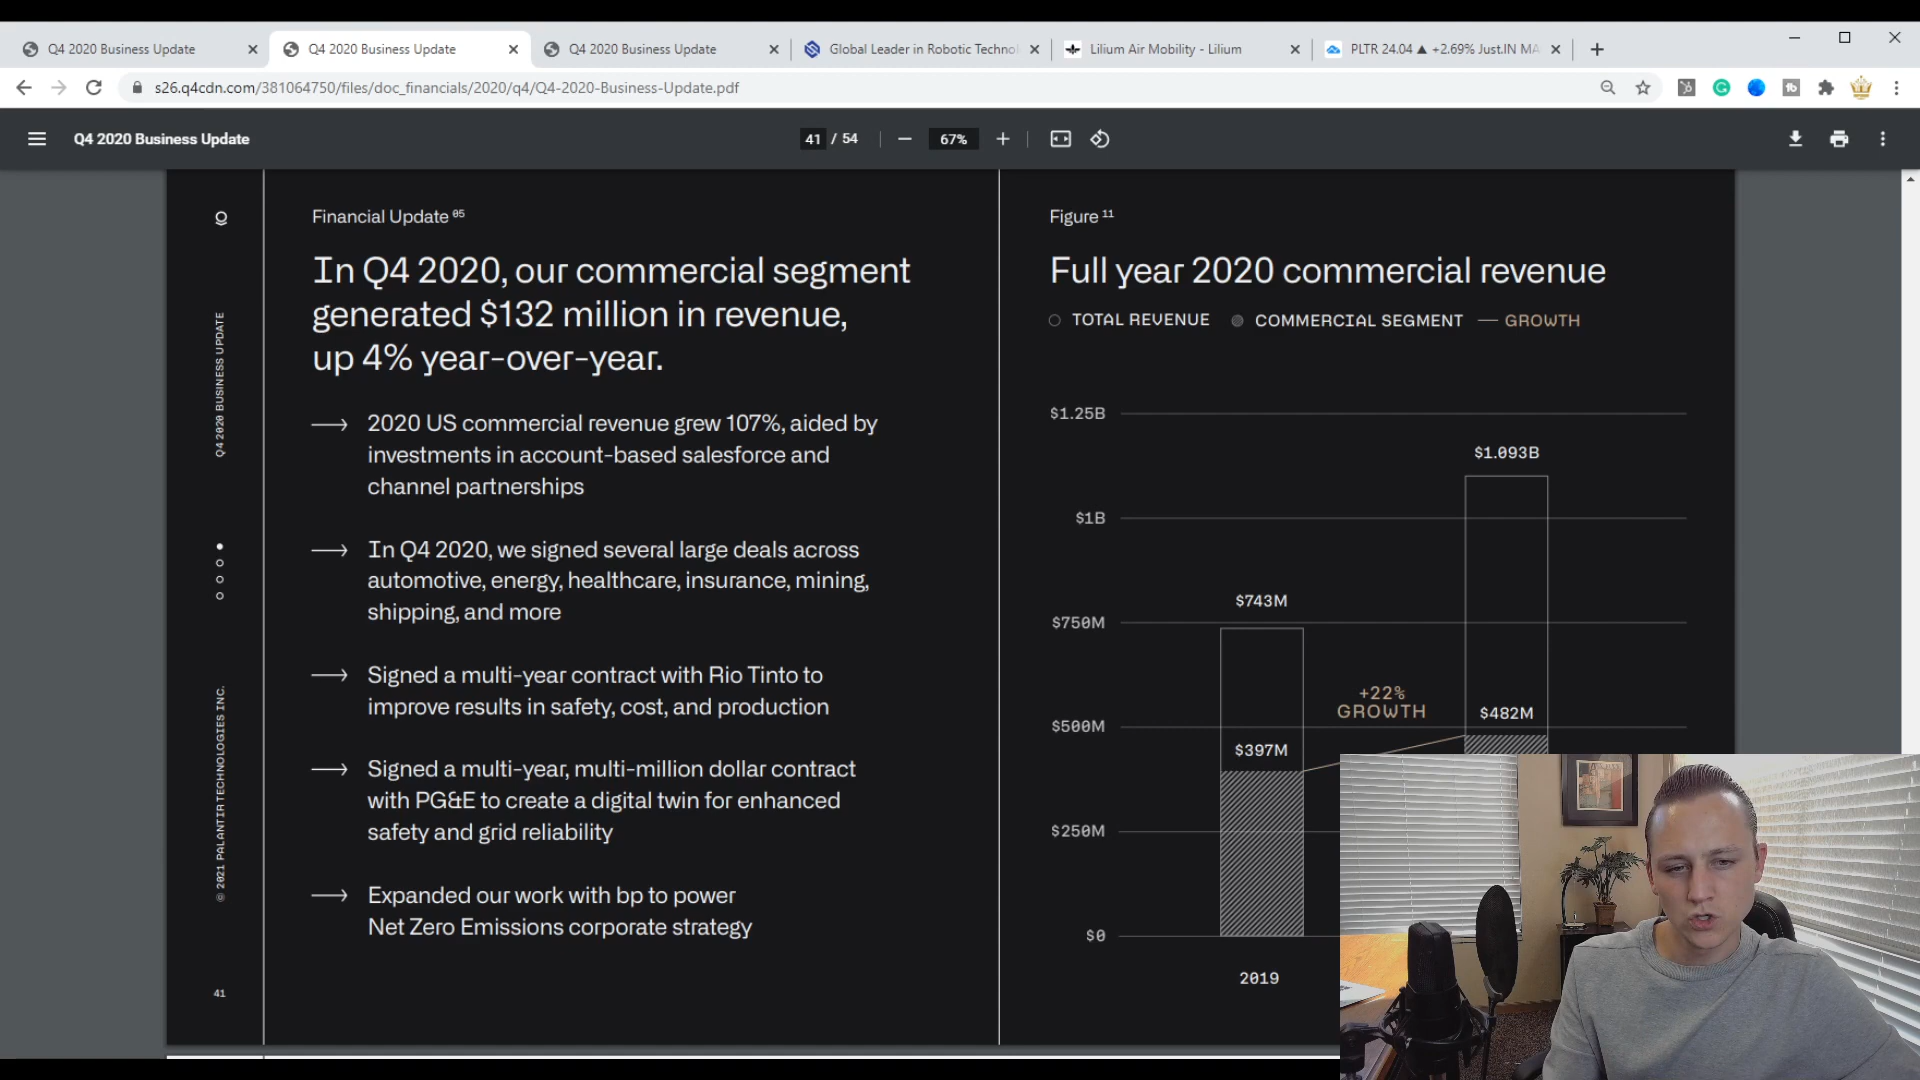 Q4 2020 Business Update
Q4 2020 Business Update
Q4 2020 Business Update
Global Leader in Robotic Techno
Lilium Air Mobility - Lilium
PLTR 24.04 ▲ +2.69% Just.IN MA
s26.q4cdn.com/381064750/files/doc_financials/2020/q4/Q4-2020-Business-Update.pdf
Q4 2020 Business Update
41 / 54
67%
Q4 2020 BUSINESS UPDATE
© 2021 PALANTIR TECHNOLOGIES INC.
41
Financial Update 05
In Q4 2020, our commercial segment
generated $132 million in revenue,
up 4% year-over-year.
2020 US commercial revenue grew 107%, aided by
investments in account-based salesforce and
channel partnerships
In Q4 2020, we signed several large deals across
automotive, energy, healthcare, insurance, mining,
shipping, and more
Signed a multi-year contract with Rio Tinto to
improve results in safety, cost, and production
Signed a multi-year, multi-million dollar contract
with PG&E to create a digital twin for enhanced
safety and grid reliability
Expanded our work with bp to power
Net Zero Emissions corporate strategy
Figure 11
Full year 2020 commercial revenue
TOTAL REVENUE COMMERCIAL SEGMENT GROWTH
$1.25B
$1.093B
$1B
$743M
$750M
+22%
GROWTH
$482M
$500M
$397M
$250M
$0
2019